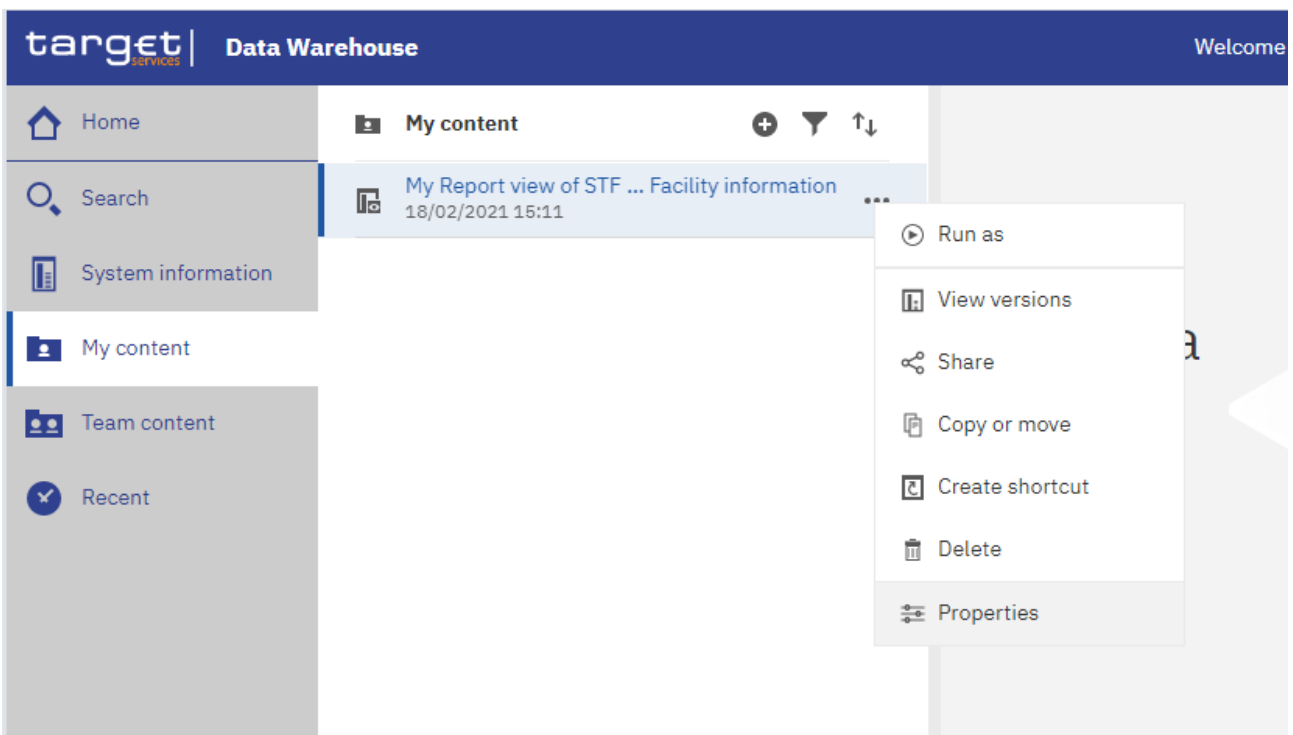 target services | Data Warehouse Welcome
Home
Search
System information
My content
Team content
Recent
My content
My Report view of STF ... Facility information
18/02/2021 15:11
Run as
View versions
Share
Copy or move
Create shortcut
Delete
Properties
a